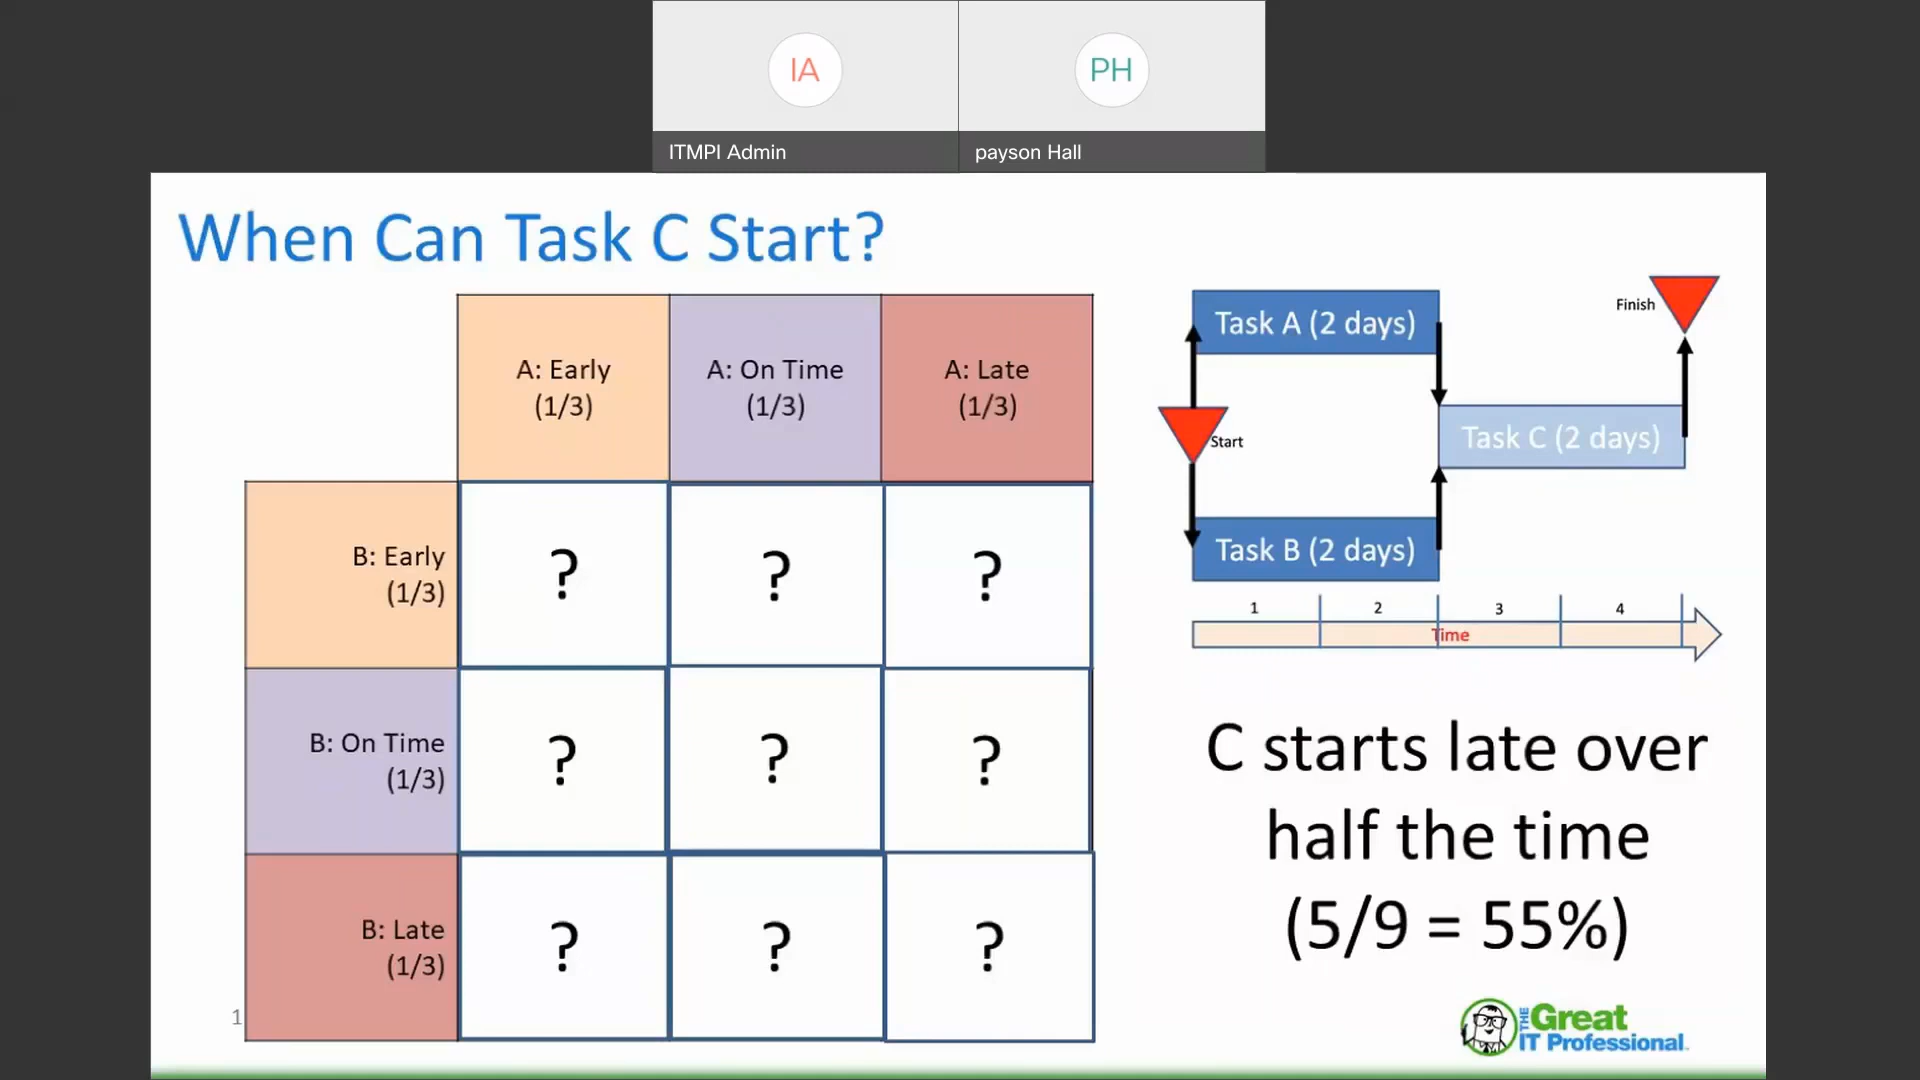 IA
PH
ITMPI Admin
payson Hall
When Can Task C Start?
A: Early
(1/3)
A: On Time
(1/3)
A: Late
(1/3)
B: Early
(1/3)
?
?
?
B: On Time
(1/3)
?
?
?
B: Late
(1/3)
?
?
?
1
Task A (2 days)
Finish
Start
Task C (2 days)
Task B (2 days)
1
2
3
4
Time
C starts late over
half the time
(5/9 = 55%)
THE Great
IT Professional